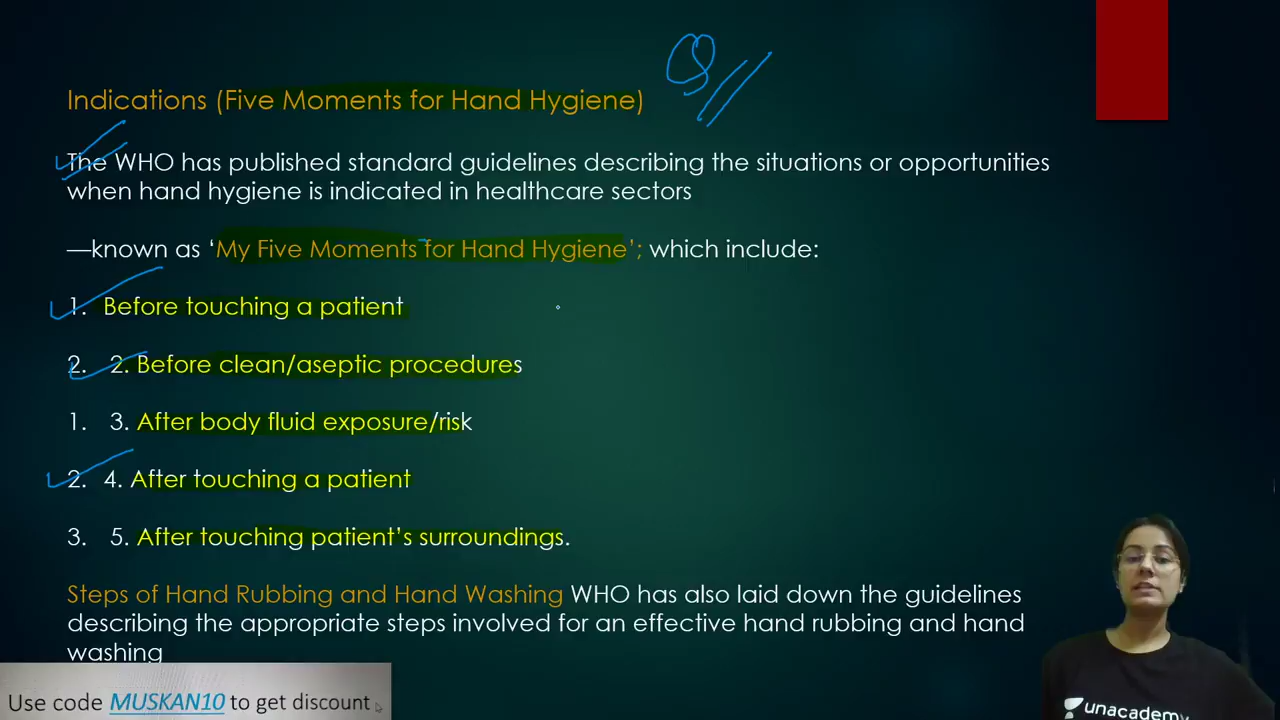 Indications (Five Moments for Hand Hygiene)
The WHO has published standard guidelines describing the situations or opportunities
when hand hygiene is indicated in healthcare sectors
—known as ‘My Five Moments for Hand Hygiene’; which include:
1. Before touching a patient
2. 2. Before clean/aseptic procedures
1. 3. After body fluid exposure/risk
2. 4. After touching a patient
3. 5. After touching patient’s surroundings.
Steps of Hand Rubbing and Hand Washing WHO has also laid down the guidelines
describing the appropriate steps involved for an effective hand rubbing and hand
washing
Use code MUSKAN10 to get discount
unacademy